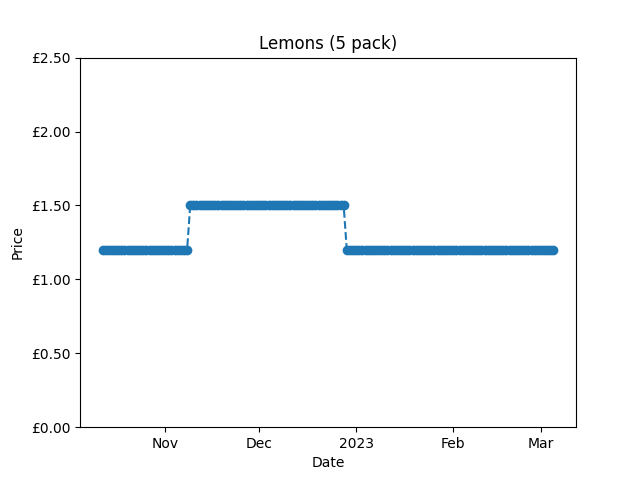 Lemons (5 pack)
£2.50
£2.00
£1.50
£1.00
£0.50
£0.00
Price
Nov Dec 2023 Feb Mar
Date